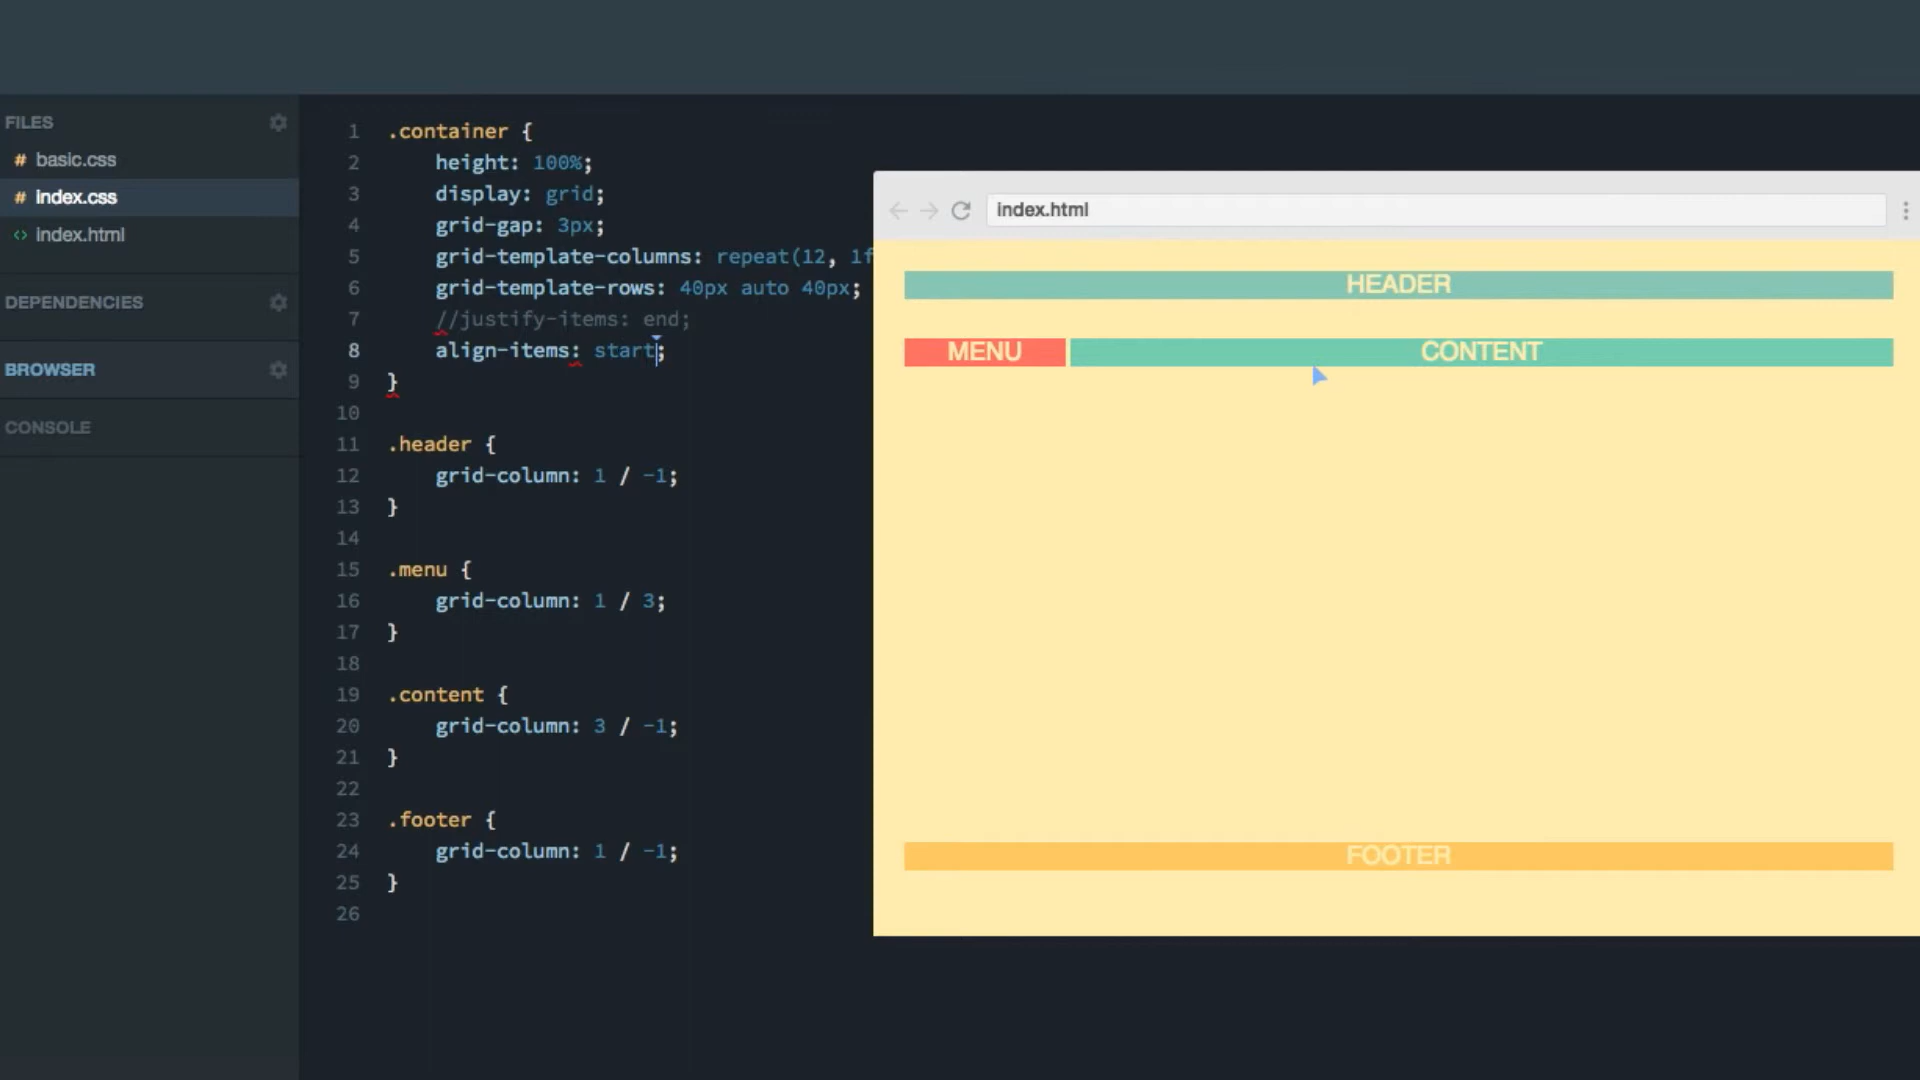 FILES
# basic.css
# index.css
<> index.html
DEPENDENCIES
BROWSER
CONSOLE
1 .container {
2 height: 100%;
3 display: grid;
4 grid-gap: 3px;
5 grid-template-columns: repeat(12, 1f
6 grid-template-rows: 40px auto 40px;
7 //justify-items: end;
8 align-items: start;
9 }
10
11 .header {
12 grid-column: 1 / -1;
13 }
14
15 .menu {
16 grid-column: 1 / 3;
17 }
18
19 .content {
20 grid-column: 3 / -1;
21 }
22
23 .footer {
24 grid-column: 1 / -1;
25 }
26
index.html
HEADER
MENU CONTENT
FOOTER